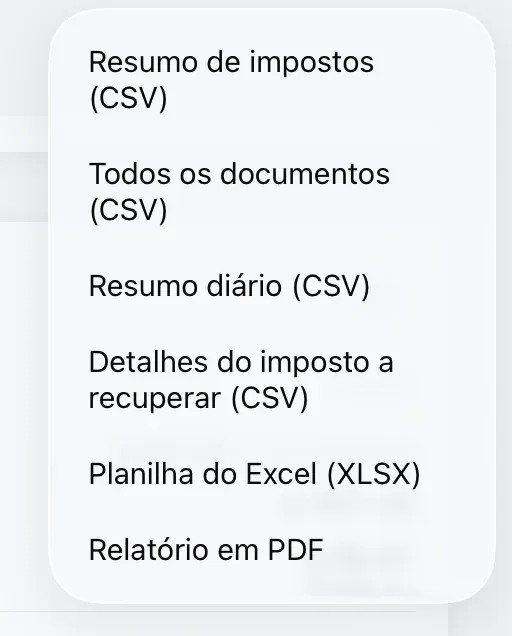 Resumo de impostos
(CSV)
Todos os documentos
(CSV)
Resumo diário (CSV)
Detalhes do imposto a
recuperar (CSV)
Planilha do Excel (XLSX)
Relatório em PDF